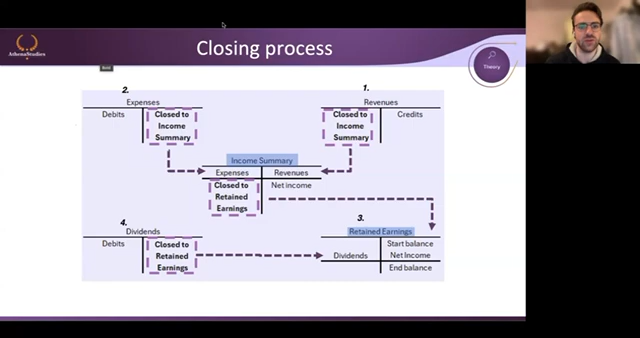 AthenaStudies
Closing process
Theory
2.
Expenses
Debits
Closed to
Income
Summary
1.
Revenues
Closed to
Income
Summary
Credits
Income Summary
Expenses
Revenues
Closed to
Retained
Earnings
Net income
4.
Dividends
Debits
Closed to
Retained
Earnings
3.
Retained Earnings
Start balance
Dividends
Net Income
End balance